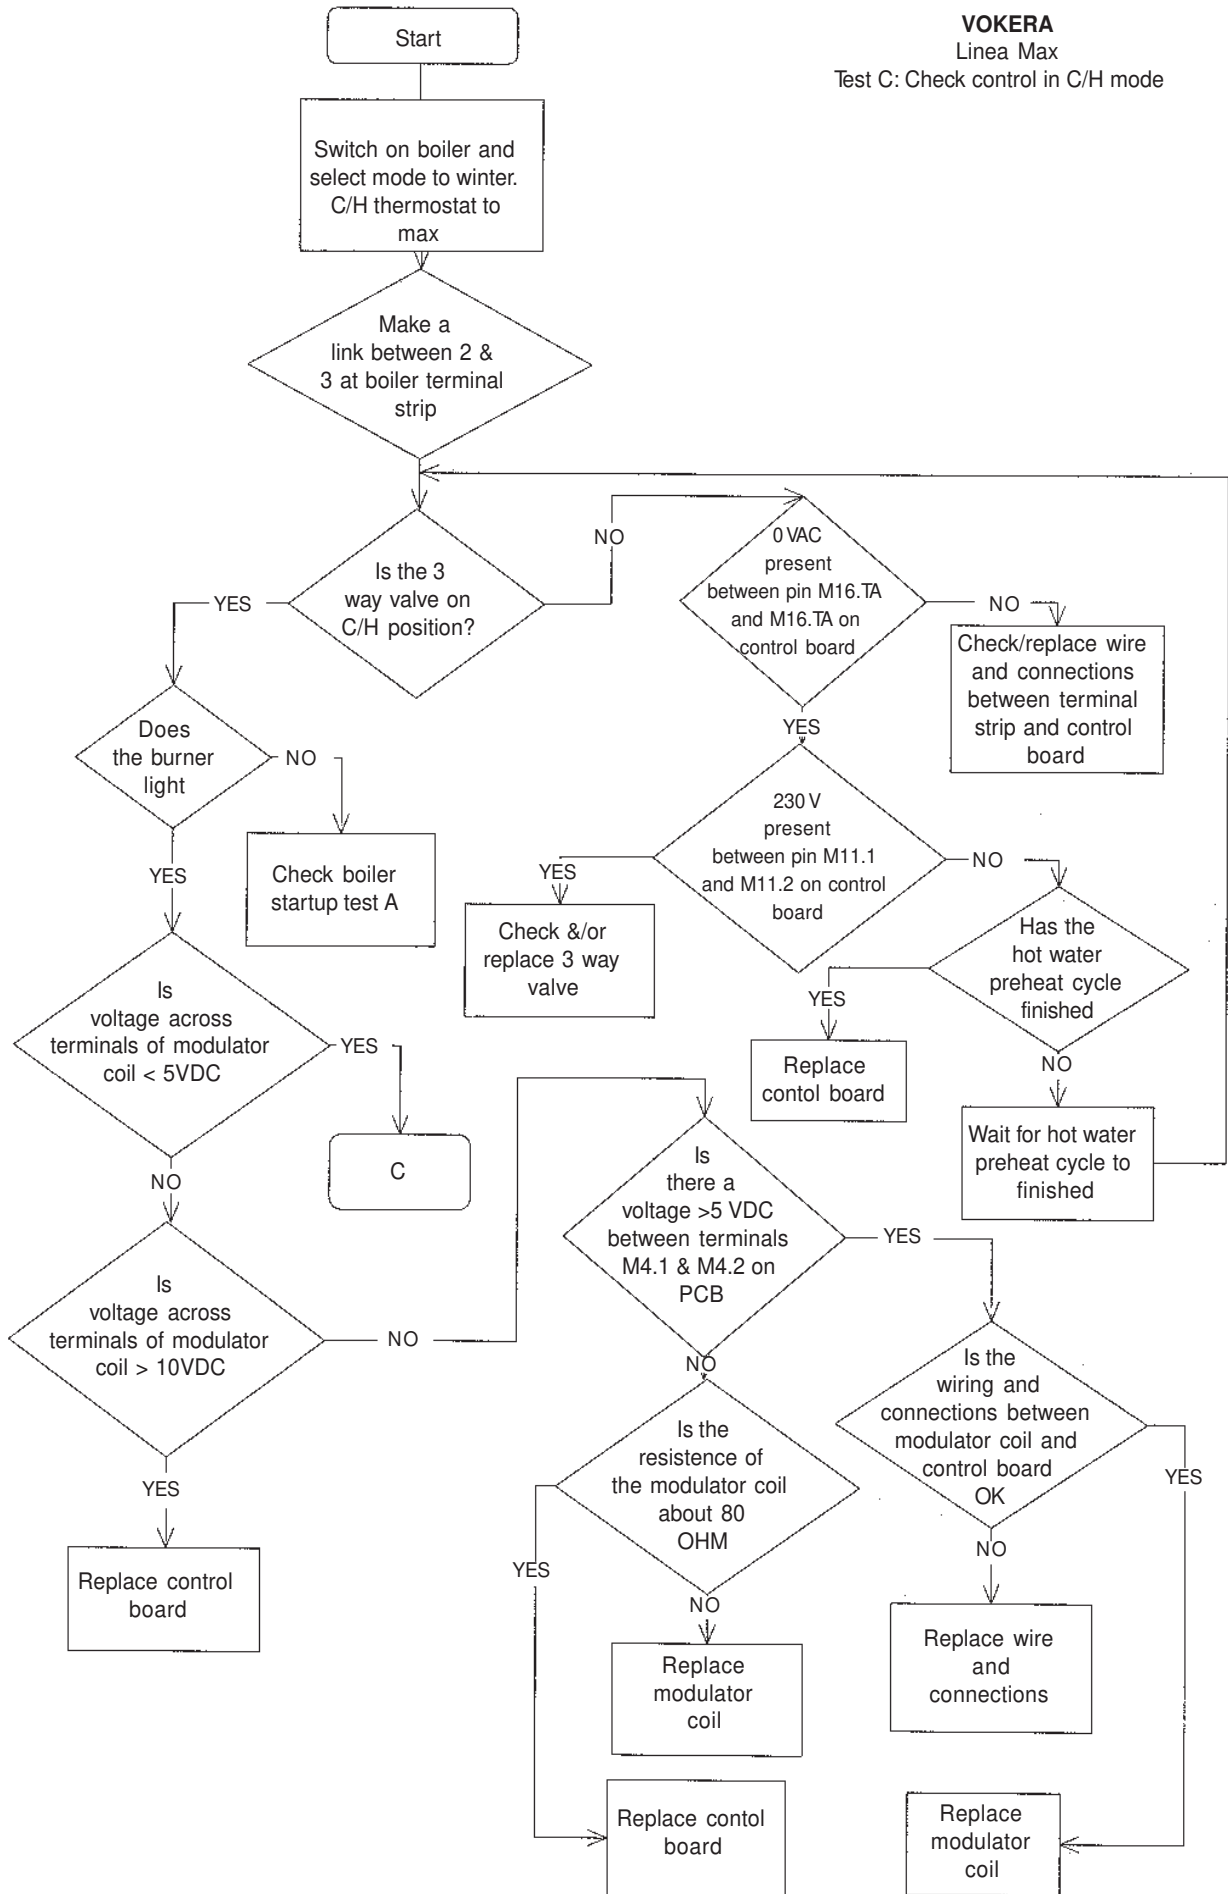 VOKERA
Linea Max
Test C: Check control in C/H mode
Start
Switch on boiler and
select mode to winter.
C/H thermostat to
max
Make a
link between 2 &
3 at boiler terminal
strip
Is the 3
way valve on
C/H position?
YES
NO
0 VAC
present
between pin M16.TA
and M16.TA on
control board
NO
Check/replace wire
and connections
between terminal
strip and control
board
YES
Does
the burner
light
NO
Check boiler
startup test A
YES
230 V
present
between pin M11.1
and M11.2 on control
board
YES
Check &/or
replace 3 way
valve
NO
Has the
hot water
preheat cycle
finished
YES
Replace
contol board
NO
Wait for hot water
preheat cycle to
finished
Is
voltage across
terminals of modulator
coil < 5VDC
YES
C
NO
Is
voltage across
terminals of modulator
coil > 10VDC
NO
YES
Replace control
board
Is
there a
voltage >5 VDC
between terminals
M4.1 & M4.2 on
PCB
YES
NO
Is the
resistence of
the modulator coil
about 80
OHM
YES
NO
Replace
modulator
coil
Replace contol
board
Is the
wiring and
connections between
modulator coil and
control board
OK
YES
NO
Replace wire
and
connections
Replace
modulator
coil